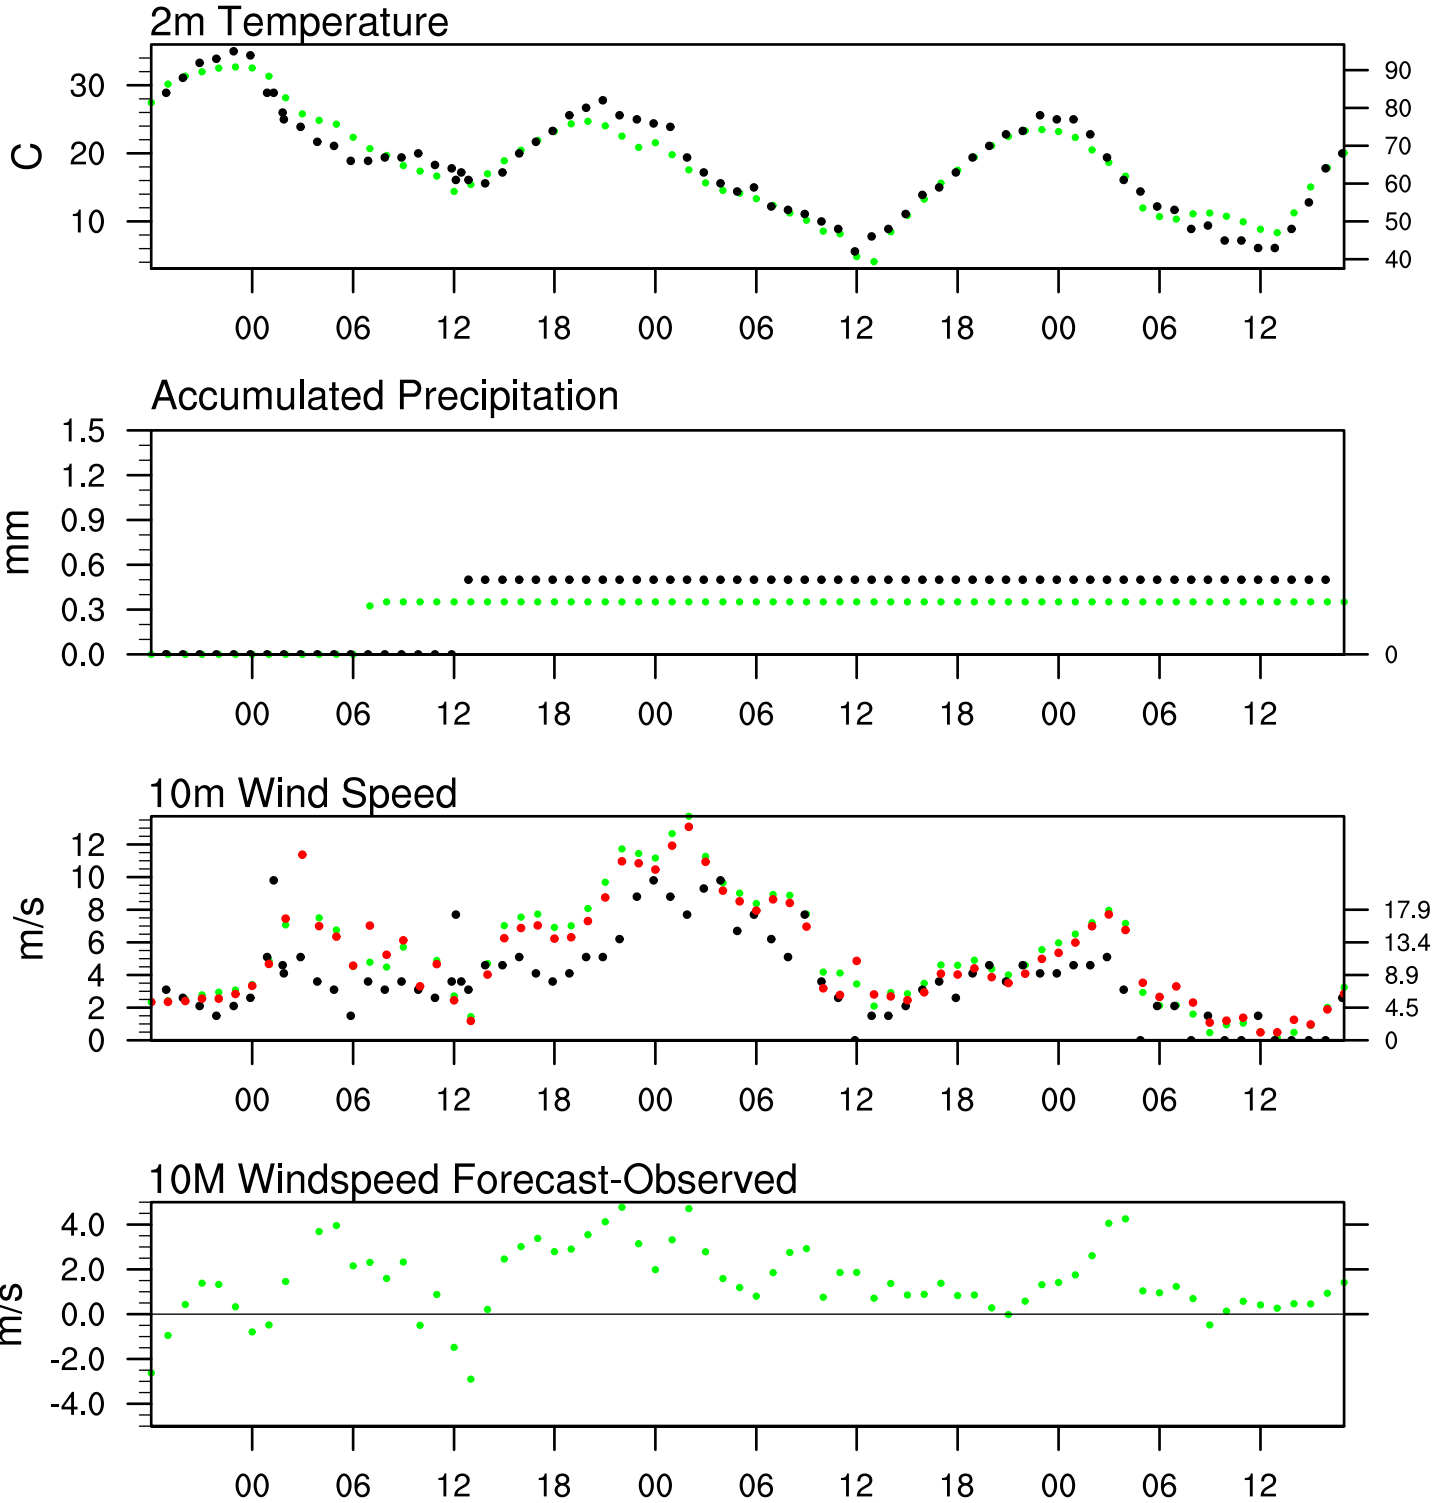 2m Temperature
30
20
10
C
90
80
70
60
50
40
00 06 12 18 00 06 12 18 00 06 12
Accumulated Precipitation
1.5
1.2
0.9
0.6
0.3
0.0
mm
0
00 06 12 18 00 06 12 18 00 06 12
10m Wind Speed
12
10
8
6
4
2
0
m/s
17.9
13.4
8.9
4.5
0
00 06 12 18 00 06 12 18 00 06 12
10M Windspeed Forecast-Observed
4.0
2.0
0.0
-2.0
-4.0
m/s
00 06 12 18 00 06 12 18 00 06 12